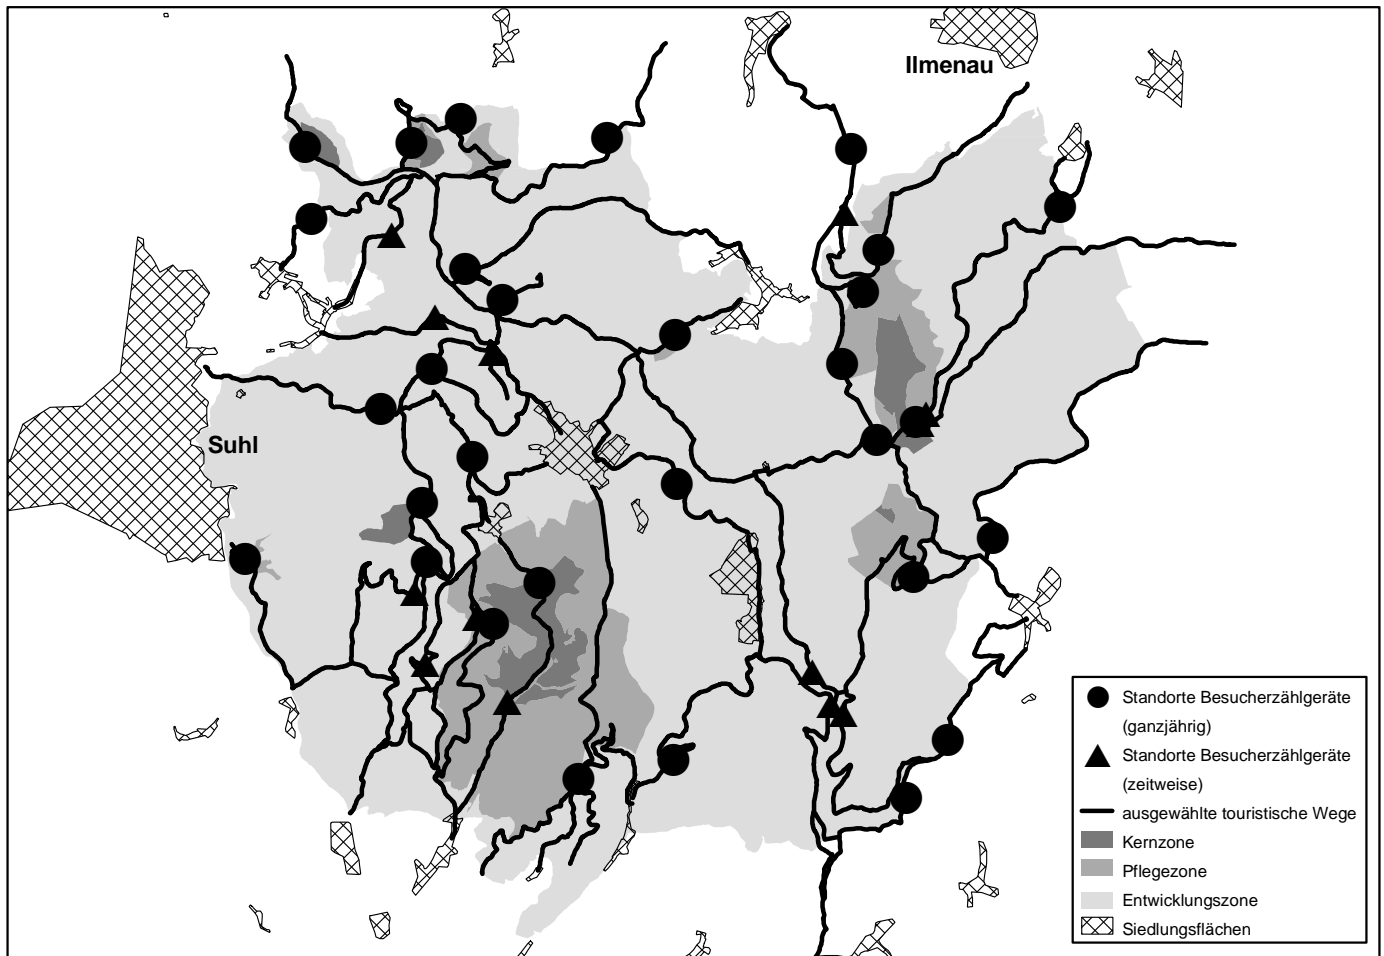 Ilmenau
Suhl
Standorte Besucherzählgeräte
(ganzjährig)
Standorte Besucherzählgeräte
(zeitweise)
ausgewählte touristische Wege
Kernzone
Pflegezone
Entwicklungszone
Siedlungsflächen